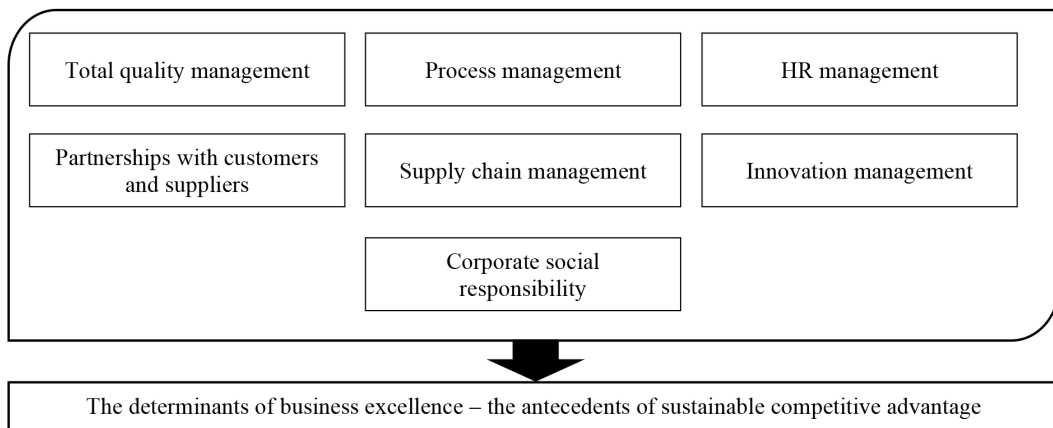 Total quality management
Process management
HR management
Partnerships with customers
and suppliers
Supply chain management
Innovation management
Corporate social
responsibility
The determinants of business excellence – the antecedents of sustainable competitive advantage